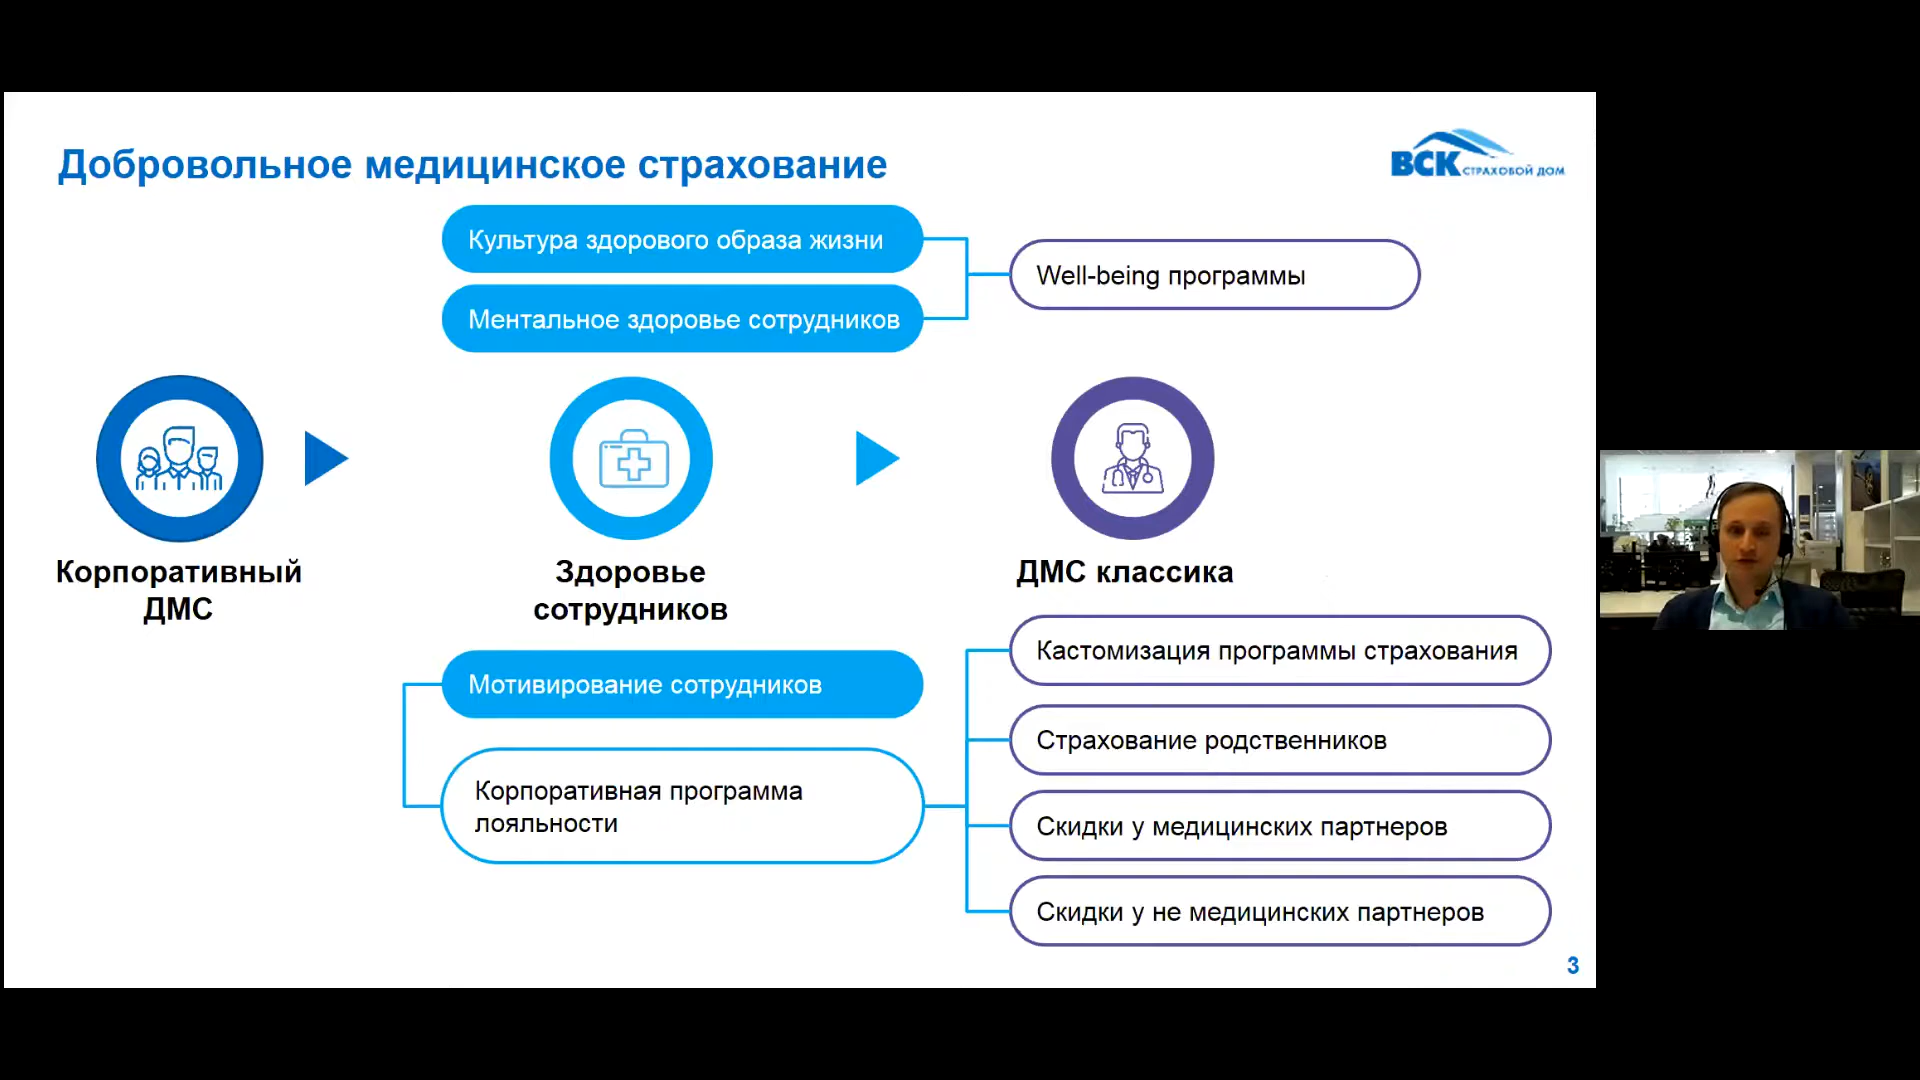 Добровольное медицинское страхование
ВСК СТРАХОВОЙ ДОМ
Культура здорового образа жизни
Ментальное здоровье сотрудников
Well-being программы
Корпоративный
ДМС
Здоровье
сотрудников
ДМС классика
Мотивирование сотрудников
Корпоративная программа
лояльности
Кастомизация программы страхования
Страхование родственников
Скидки у медицинских партнеров
Скидки у не медицинских партнеров
3